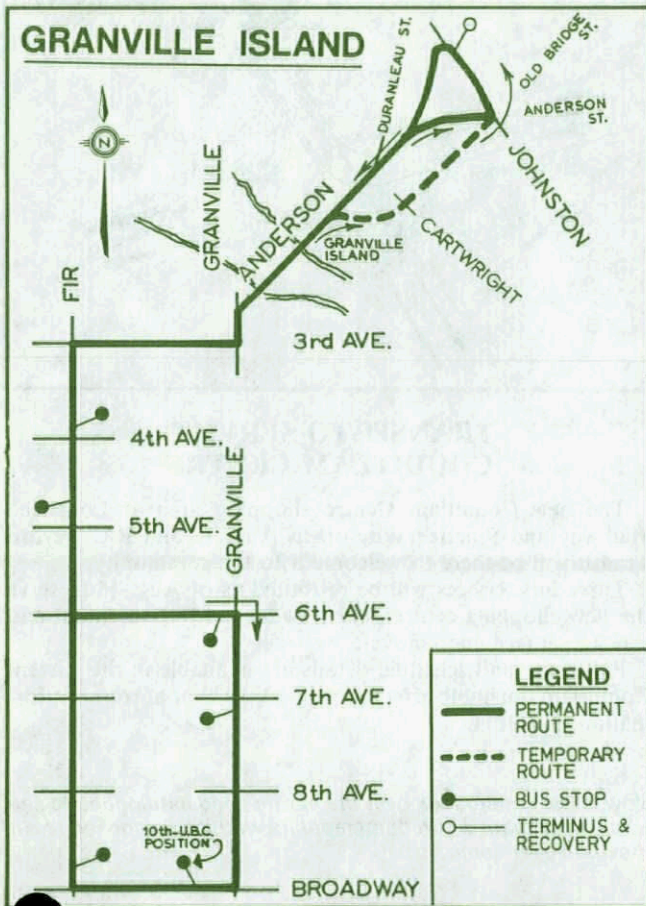 GRANVILLE ISLAND
DURANLEAU ST.
OLD BRIDGE
ST.
ANDERSON
ST.
JOHNSTON
N
GRANVILLE
ANDERSON
CARTWRIGHT
GRANVILLE
ISLAND
FIR
3rd AVE.
4th AVE.
GRANVILLE
5th AVE.
6th AVE.
7th AVE.
8th AVE.
10th-U.B.C.
POSITION
BROADWAY
LEGEND
PERMANENT
ROUTE
TEMPORARY
ROUTE
BUS STOP
TERMINUS &
RECOVERY